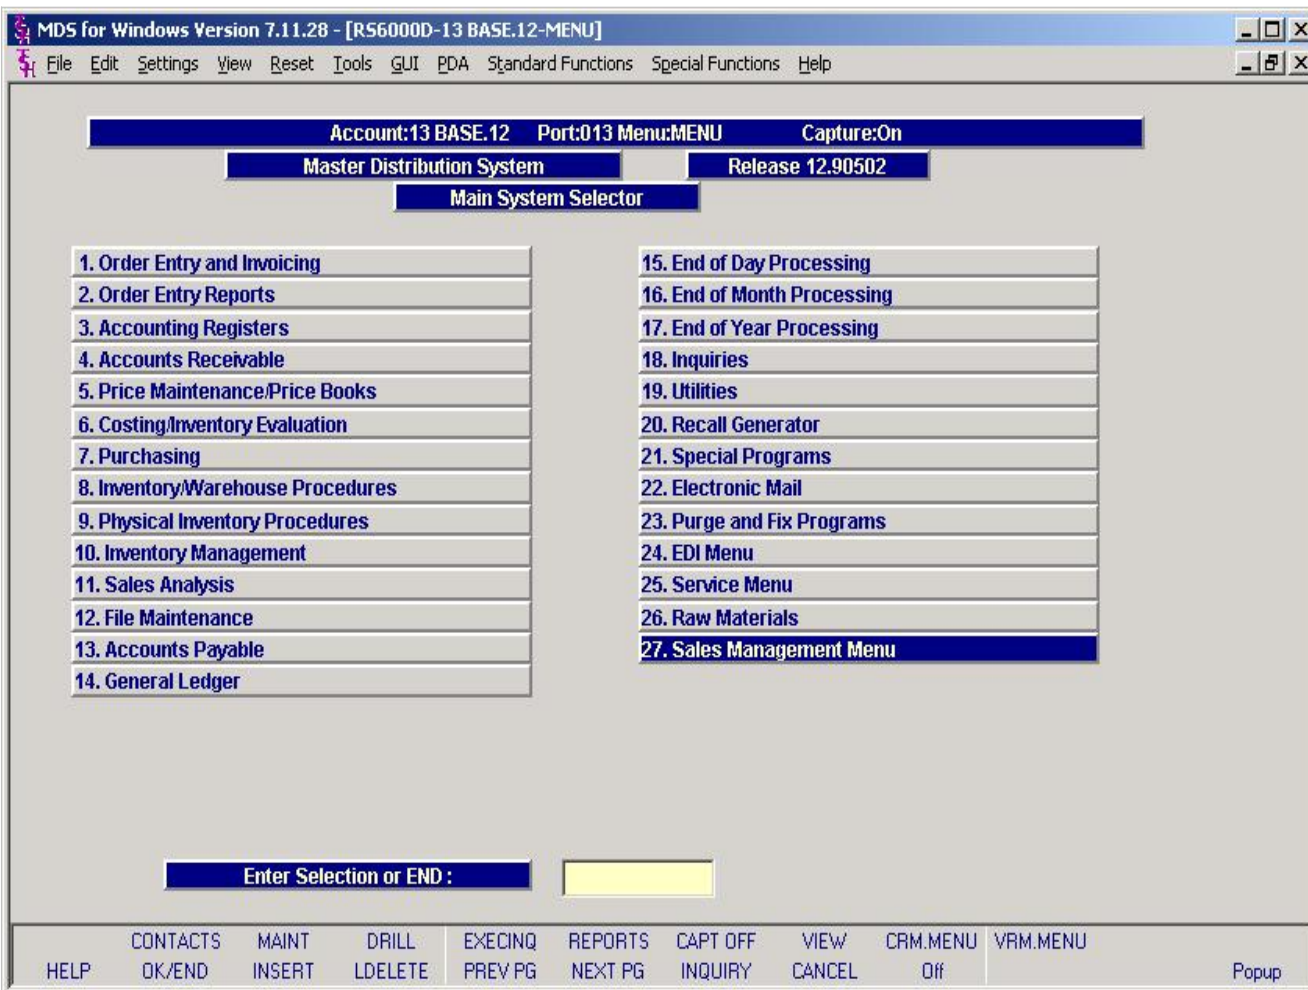 MDS for Windows Version 7.11.28 - [RS6000D-13 BASE.12-MENU]
File Edit Settings View Reset Tools GUI PDA Standard Functions Special Functions Help
Account:13 BASE.12 Port:013 Menu:MENU Capture:On
Master Distribution System Release 12.90502
Main System Selector
1. Order Entry and Invoicing
2. Order Entry Reports
3. Accounting Registers
4. Accounts Receivable
5. Price Maintenance/Price Books
6. Costing/Inventory Evaluation
7. Purchasing
8. Inventory/Warehouse Procedures
9. Physical Inventory Procedures
10. Inventory Management
11. Sales Analysis
12. File Maintenance
13. Accounts Payable
14. General Ledger
15. End of Day Processing
16. End of Month Processing
17. End of Year Processing
18. Inquiries
19. Utilities
20. Recall Generator
21. Special Programs
22. Electronic Mail
23. Purge and Fix Programs
24. EDI Menu
25. Service Menu
26. Raw Materials
27. Sales Management Menu
Enter Selection or END :
CONTACTS MAINT DRILL EXECINQ REPORTS CAPT OFF VIEW CRM.MENU VRM.MENU
HELP OK/END INSERT LDELETE PREV PG NEXT PG INQUIRY CANCEL Off Popup